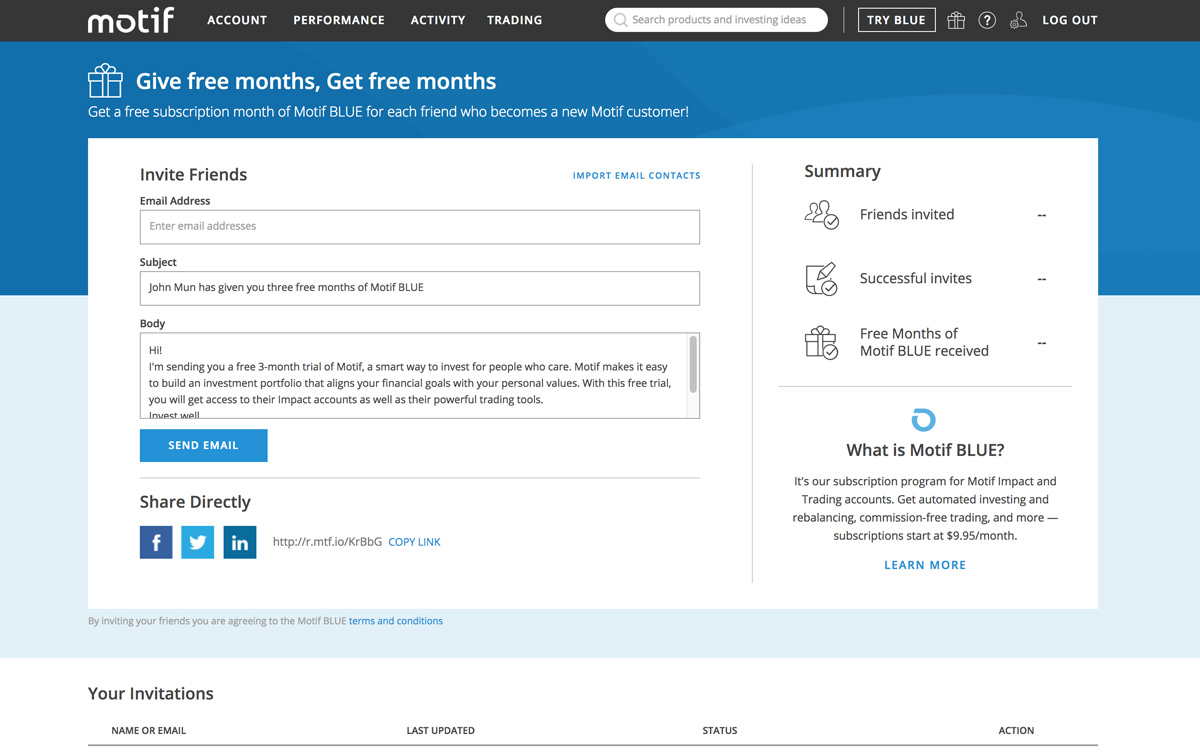 motif
ACCOUNT PERFORMANCE ACTIVITY TRADING
Search products and investing ideas
TRY BLUE
?
LOG OUT
Give free months, Get free months
Get a free subscription month of Motif BLUE for each friend who becomes a new Motif customer!
Invite Friends
IMPORT EMAIL CONTACTS
Email Address
Enter email addresses
Subject
John Mun has given you three free months of Motif BLUE
Body
Hi!
I'm sending you a free 3-month trial of Motif, a smart way to invest for people who care. Motif makes it easy
to build an investment portfolio that aligns your financial goals with your personal values. With this free trial,
you will get access to their Impact accounts as well as their powerful trading tools.
Invest well
SEND EMAIL
Share Directly
f
in
http://r.mtf.io/KrBbG COPY LINK
Summary
Friends invited --
Successful invites --
Free Months of
Motif BLUE received --
What is Motif BLUE?
It's our subscription program for Motif Impact and
Trading accounts. Get automated investing and
rebalancing, commission-free trading, and more —
subscriptions start at $9.95/month.
LEARN MORE
By inviting your friends you are agreeing to the Motif BLUE terms and conditions
Your Invitations
NAME OR EMAIL LAST UPDATED STATUS ACTION